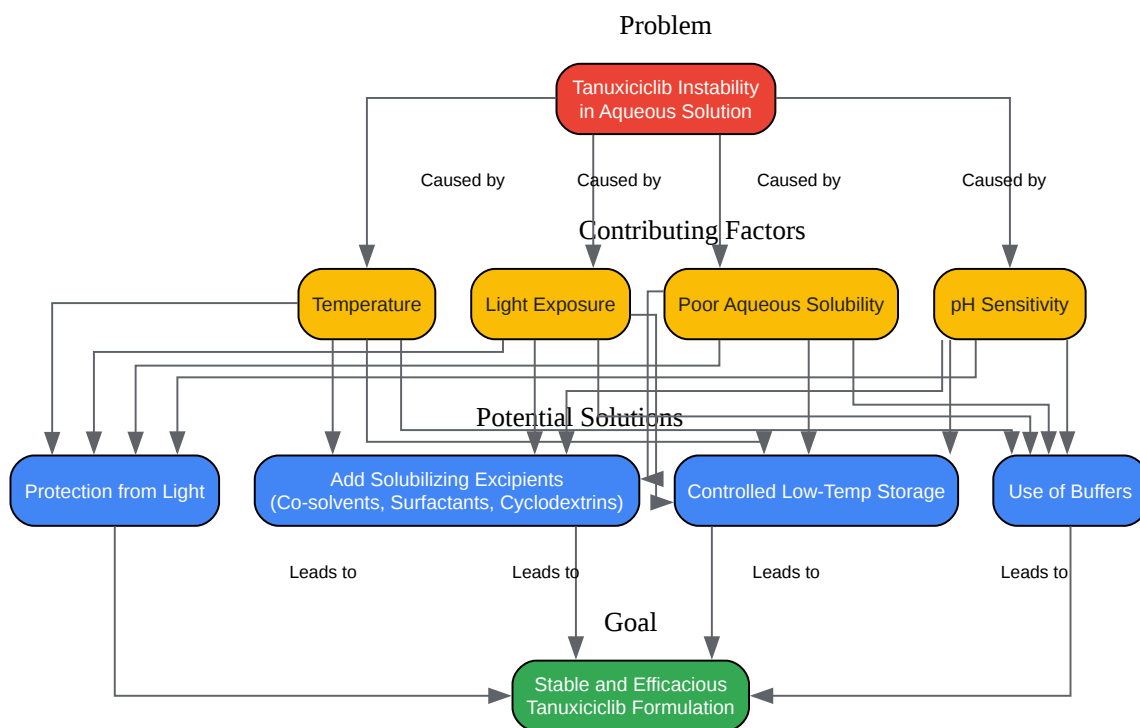 Problem
Tanuxiciclib Instability
in Aqueous Solution
Caused by
Caused by
Caused by
Caused by
Contributing Factors
Temperature
Light Exposure
Poor Aqueous Solubility
pH Sensitivity
Potential Solutions
Protection from Light
Add Solubilizing Excipients
(Co-solvents, Surfactants, Cyclodextrins)
Controlled Low-Temp Storage
Use of Buffers
Leads to
Leads to
Leads to
Leads to
Goal
Stable and Efficacious
Tanuxiciclib Formulation